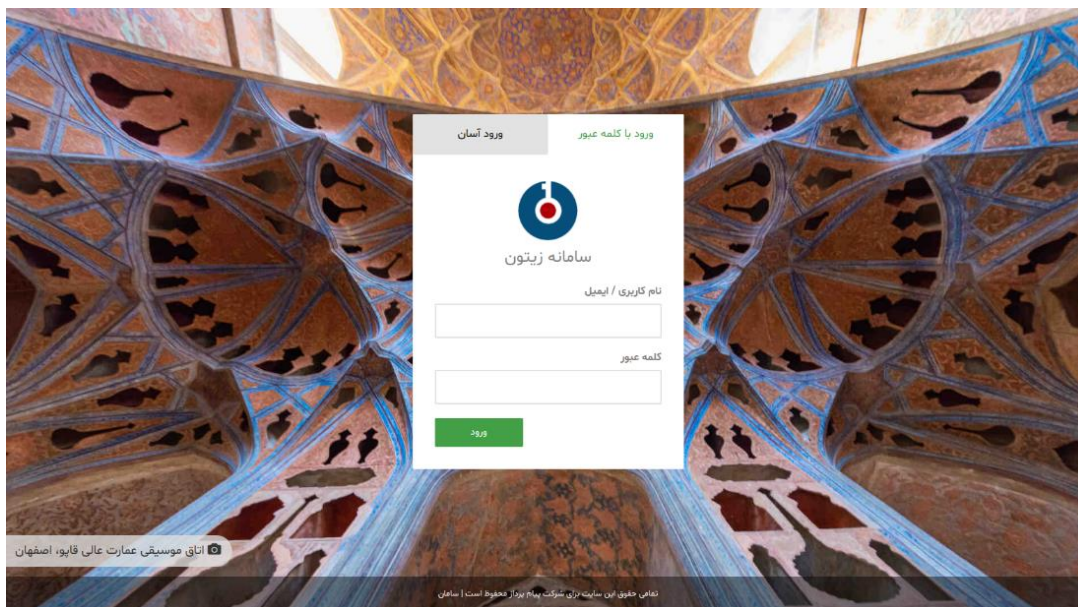 ورود با کلمه عبور
ورود آسان
سامانه زیتون
نام کاربری / ایمیل
کلمه عبور
ورود
اتاق موسیقی عمارت عالی قاپو، اصفهان
تمامی حقوق این سایت برای شرکت پیام پرداز محفوظ است | سامان